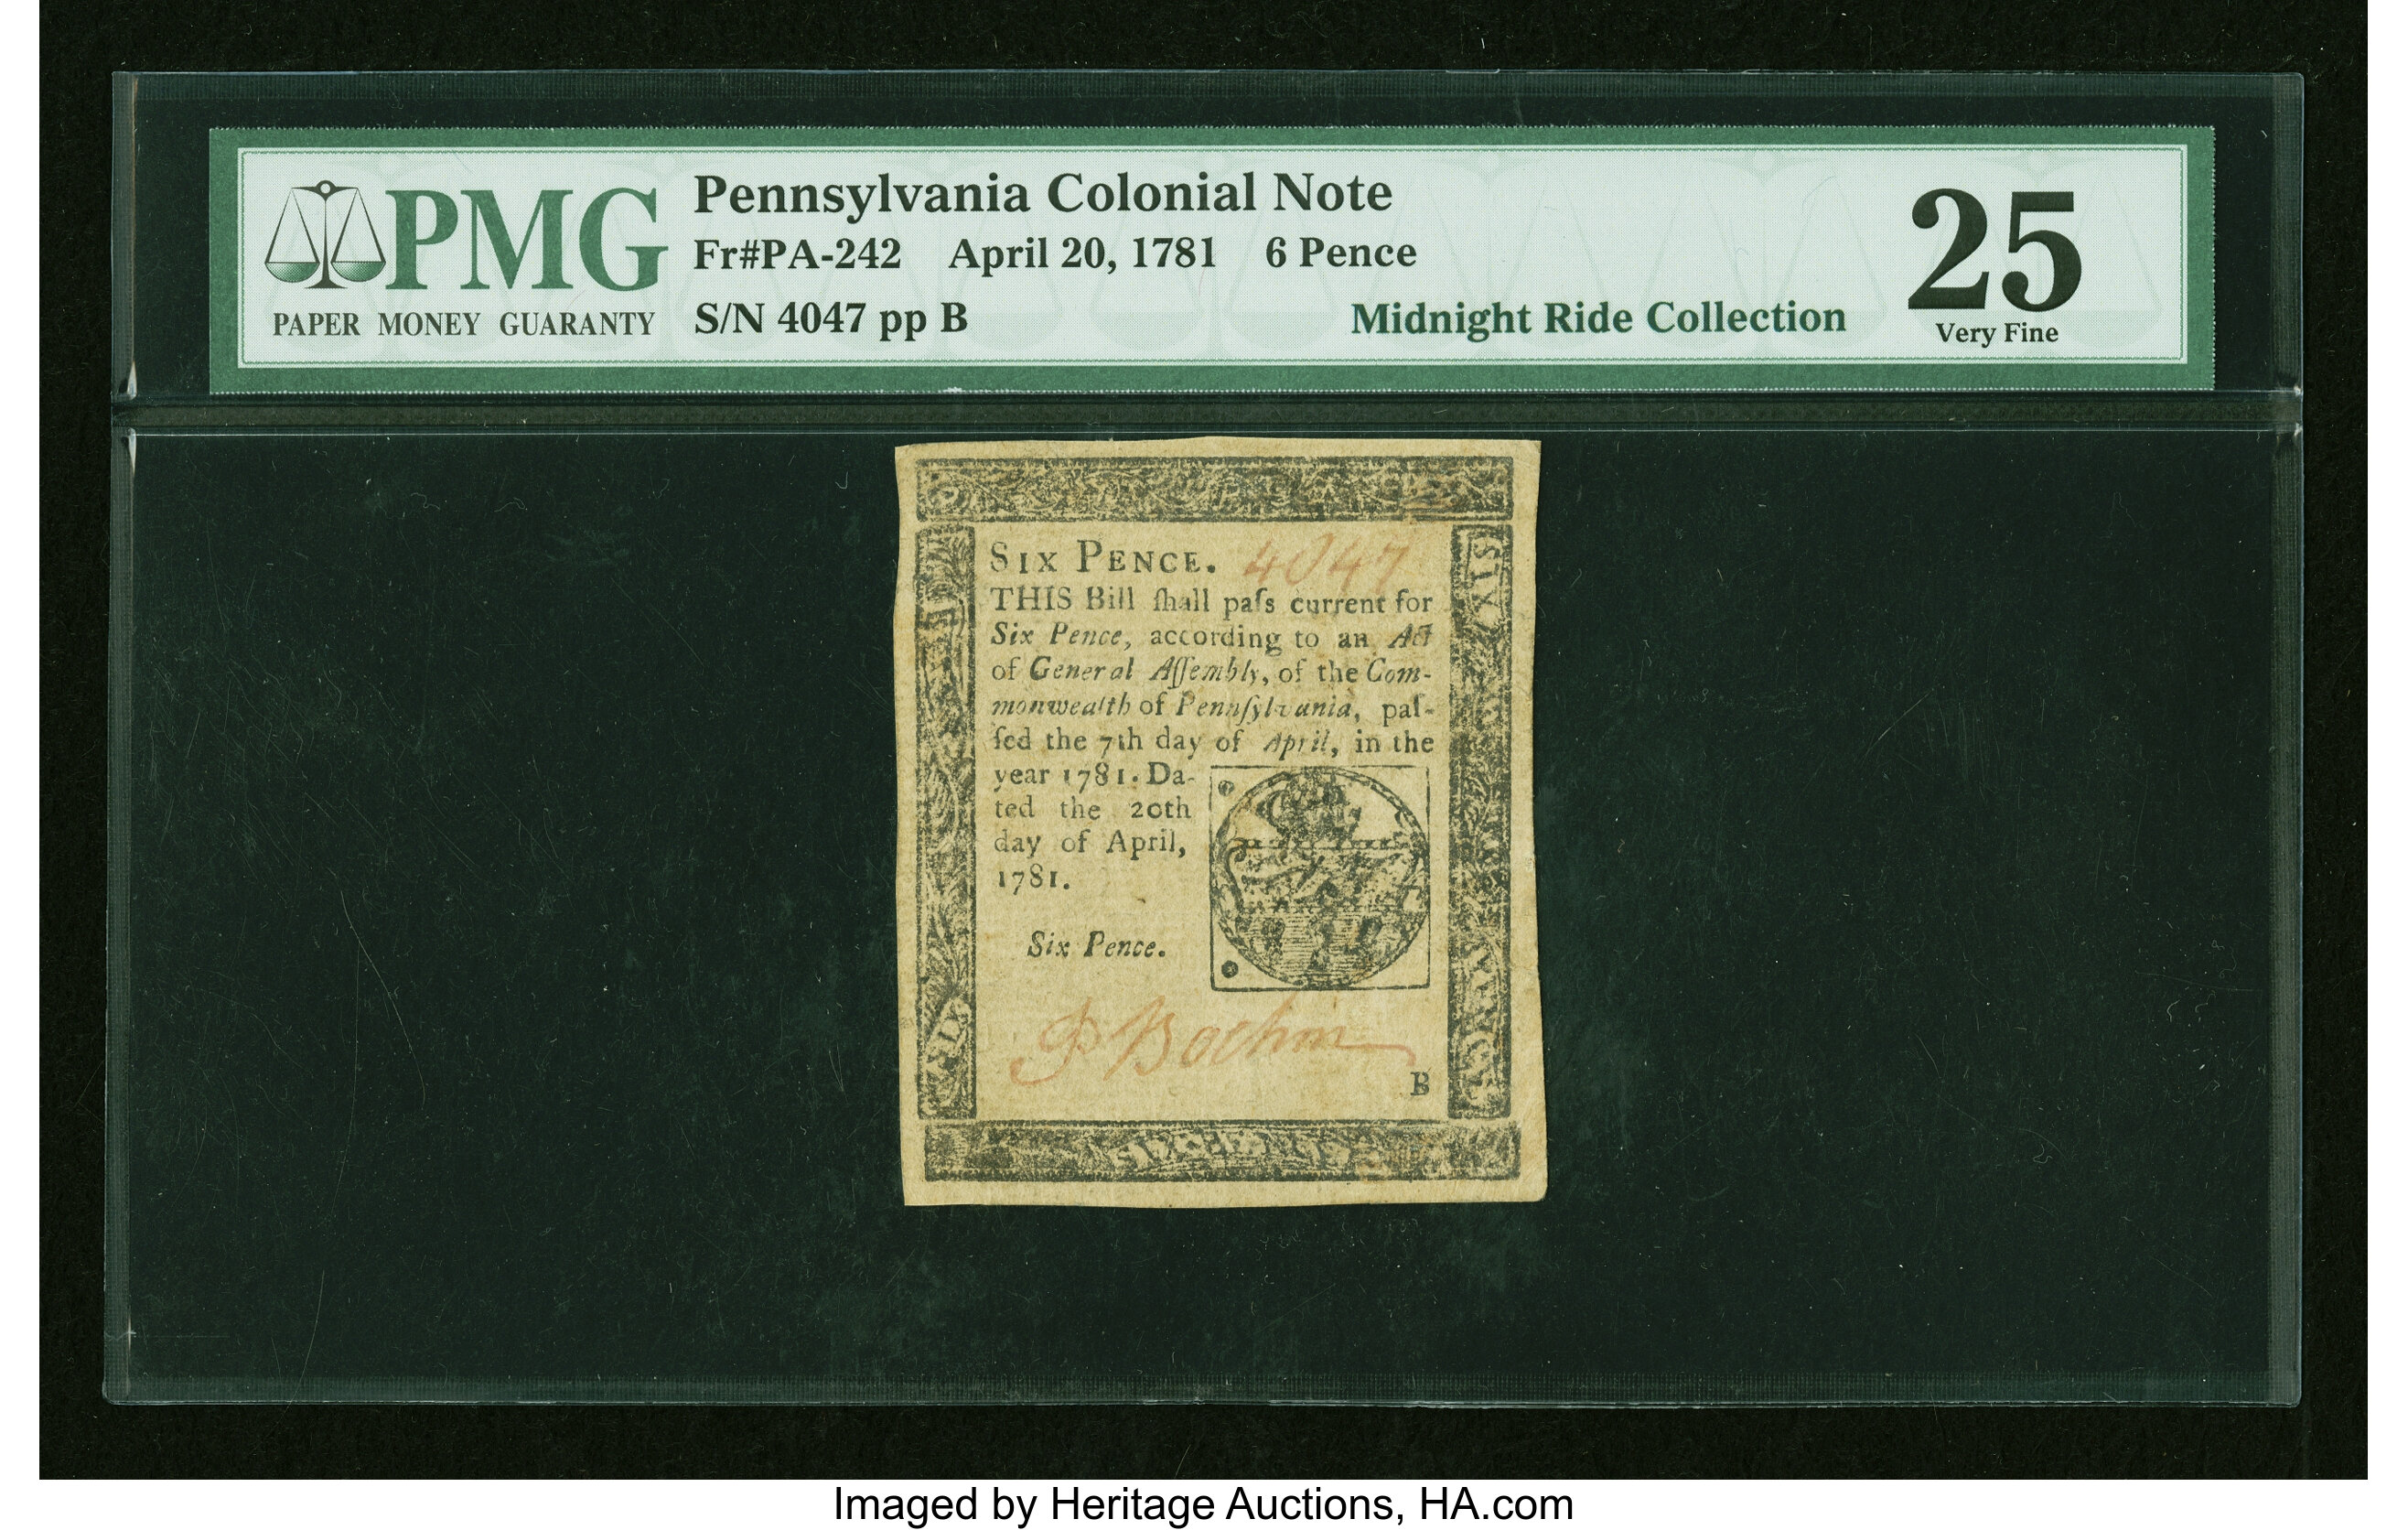 PMG
PAPER MONEY GUARANTY
Pennsylvania Colonial Note
Fr#PA-242 April 20, 1781 6 Pence
S/N 4047 pp B
Midnight Ride Collection
25
Very Fine
SIX PENCE. 4047
THIS Bill ſhall paſs current for
Six Pence, according to an Act
of General Aſſembly, of the Com-
monwealth of Pennſylvania, paſ-
ſed the 7th day of April, in the
year 1781. Da-
ted the 20th
day of April,
1781.
Six Pence.
B
SIX
SIX
Imaged by Heritage Auctions, HA.com